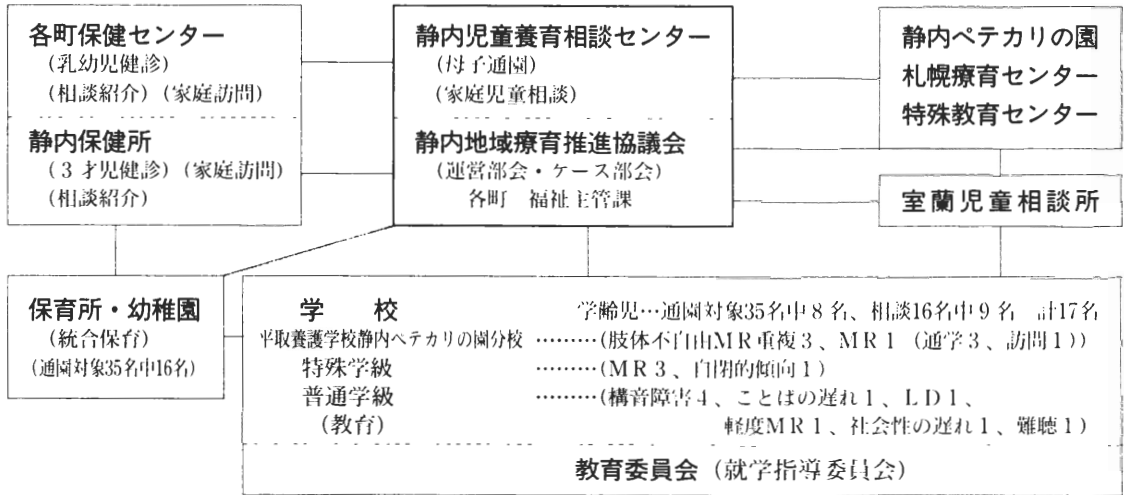 各町保健センター
(乳幼児健診)
(相談紹介)(家庭訪問)
静内保健所
(3才児健診)(家庭訪問)
(相談紹介)
静内児童養育相談センター
(母子通園)
(家庭児童相談)
静内地域療育推進協議会
(運営部会・ケース部会)
各町 福祉主管課
静内ペテカリの園
札幌療育センター
特殊教育センター
室蘭児童相談所
保育所・幼稚園
(統合保育)
(通園対象35名中16名)
学 校 学齢児…通園対象35名中8名、相談16名中9名 計17名
平取養護学校静内ペテカリの園分校 ………(肢体不自由MR重複3、MR1(通学3、訪問1))
特殊学級 ………(MR3、自閉的傾向1)
普通学級 ………(構音障害4、ことばの遅れ1、LD1、
(教育) 軽度MR1、社会性の遅れ1、難聴1)
教育委員会(就学指導委員会)